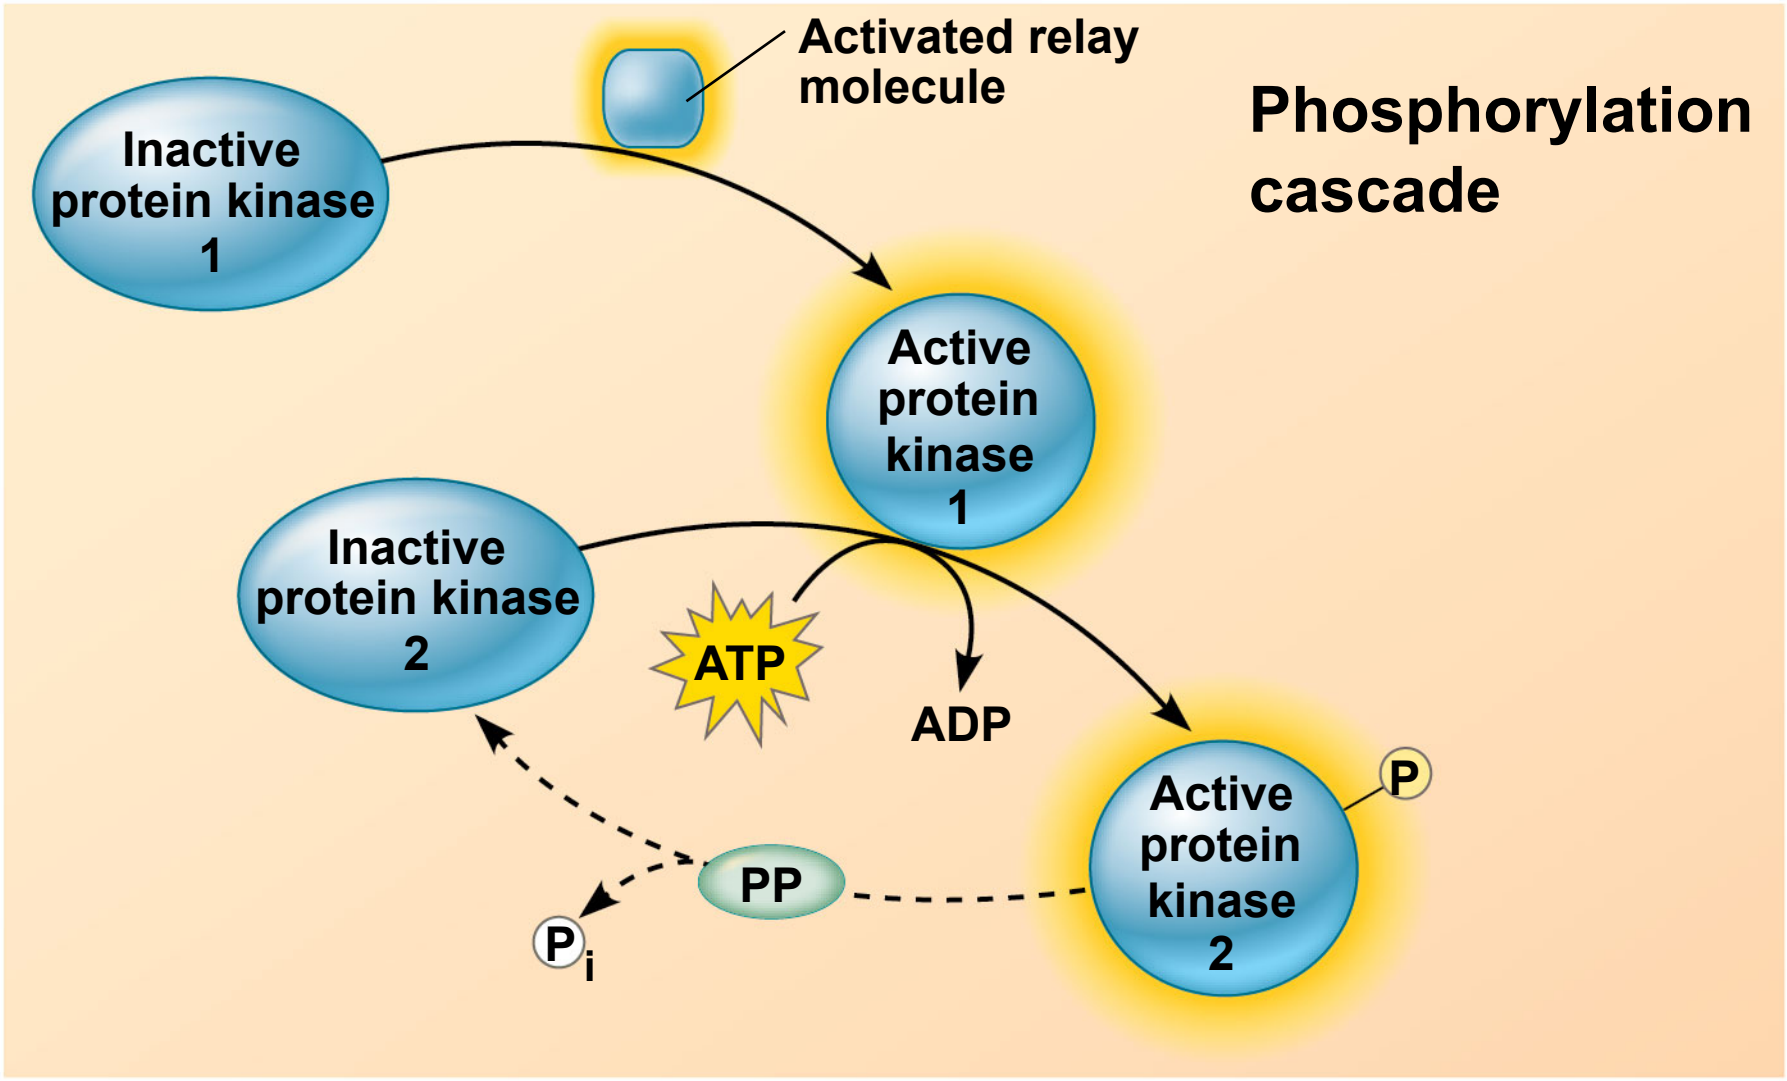 Activated relay
molecule
Phosphorylation
cascade
Inactive
protein kinase
1
Active
protein
kinase
1
Inactive
protein kinase
2
ATP
ADP
Active
protein
kinase
2
P
PP
Pi